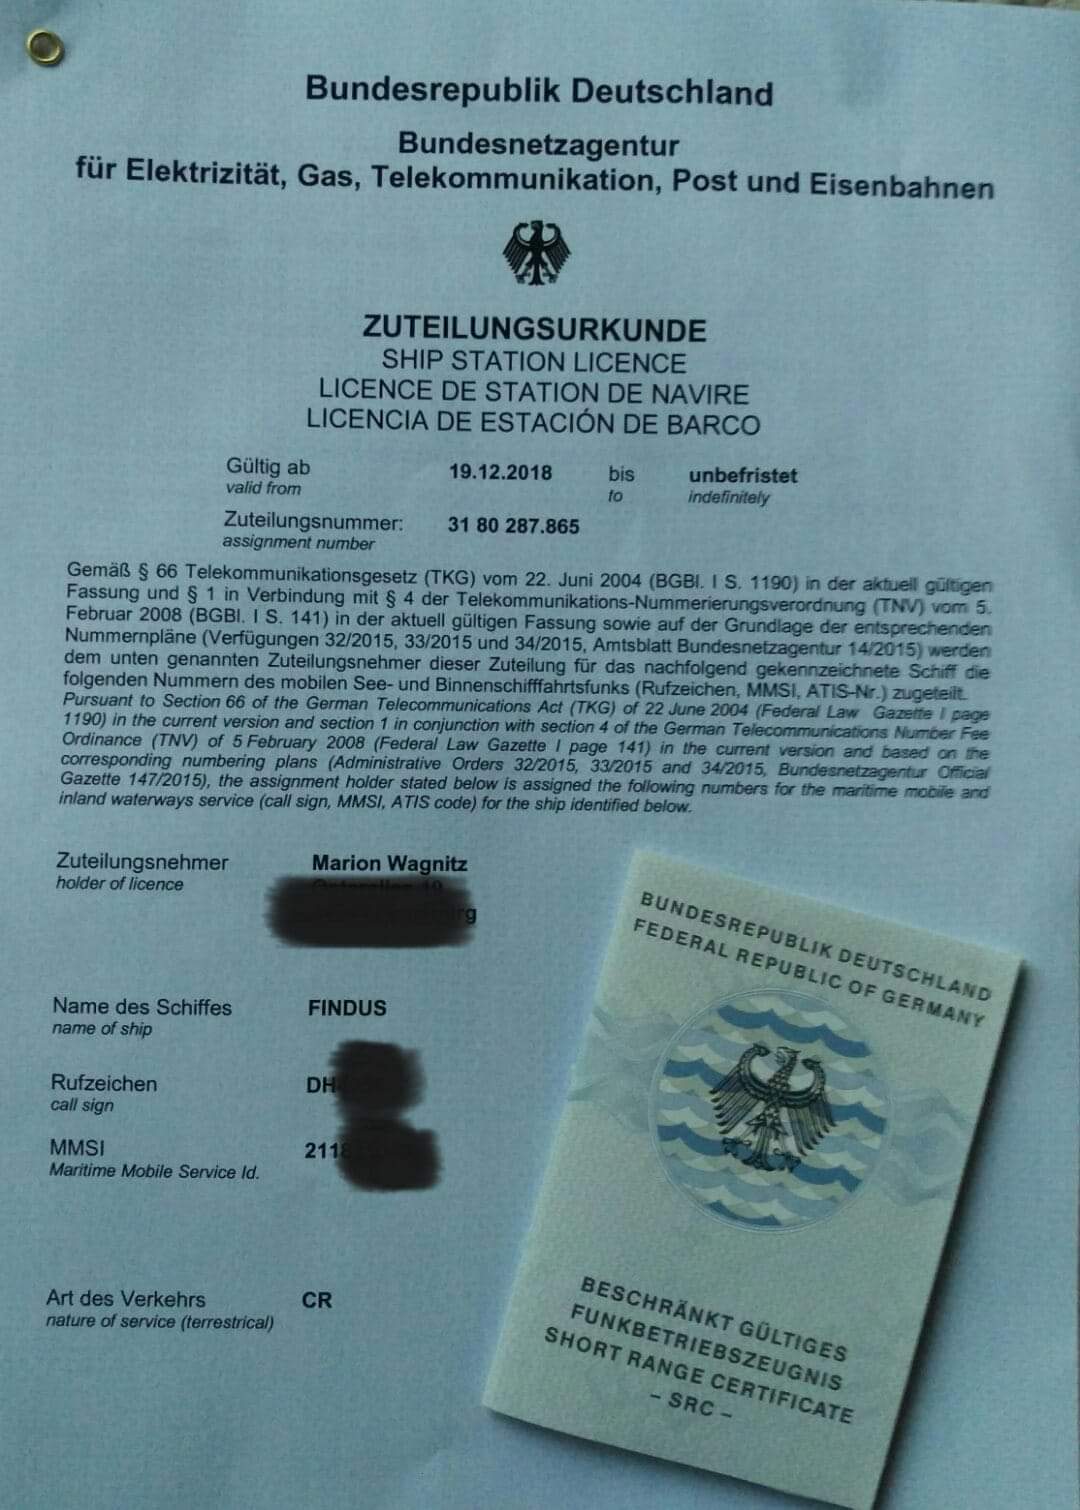 Bundesrepublik Deutschland
Bundesnetzagentur
für Elektrizität, Gas, Telekommunikation, Post und Eisenbahnen
ZUTEILUNGSURKUNDE
SHIP STATION LICENCE
LICENCE DE STATION DE NAVIRE
LICENCIA DE ESTACIÓN DE BARCO
Gültig ab 19.12.2018 bis unbefristet
valid from to indefinitely
Zuteilungsnummer: 31 80 287.865
assignment number
Gemäß § 66 Telekommunikationsgesetz (TKG) vom 22. Juni 2004 (BGBl. I S. 1190) in der aktuell gültigen
Fassung und § 1 in Verbindung mit § 4 der Telekommunikations-Nummerierungsverordnung (TNV) vom 5.
Februar 2008 (BGBl. I S. 141) in der aktuell gültigen Fassung sowie auf der Grundlage der entsprechenden
Nummernpläne (Verfügungen 32/2015, 33/2015 und 34/2015, Amtsblatt Bundesnetzagentur 14/2015) werden
dem unten genannten Zuteilungsnehmer dieser Zuteilung für das nachfolgend gekennzeichnete Schiff die
folgenden Nummern des mobilen See- und Binnenschifffahrtsfunks (Rufzeichen, MMSI, ATIS-Nr.) zugeteilt.
Pursuant to Section 66 of the German Telecommunications Act (TKG) of 22 June 2004 (Federal Law Gazette I page
1190) in the current version and section 1 in conjunction with section 4 of the German Telecommunications Number Fee
Ordinance (TNV) of 5 February 2008 (Federal Law Gazette I page 141) in the current version and based on the
corresponding numbering plans (Administrative Orders 32/2015, 33/2015 and 34/2015, Bundesnetzagentur Official
Gazette 147/2015), the assignment holder stated below is assigned the following numbers for the maritime mobile and
inland waterways service (call sign, MMSI, ATIS code) for the ship identified below.
Zuteilungsnehmer Marion Wagnitz
holder of licence
Name des Schiffes FINDUS
name of ship
Rufzeichen DH
call sign
MMSI 211
Maritime Mobile Service Id.
Art des Verkehrs CR
nature of service (terrestrical)
BUNDESREPUBLIK DEUTSCHLAND
FEDERAL REPUBLIC OF GERMANY
BESCHRÄNKT GÜLTIGES
FUNKBETRIEBSZEUGNIS
SHORT RANGE CERTIFICATE
– SRC –